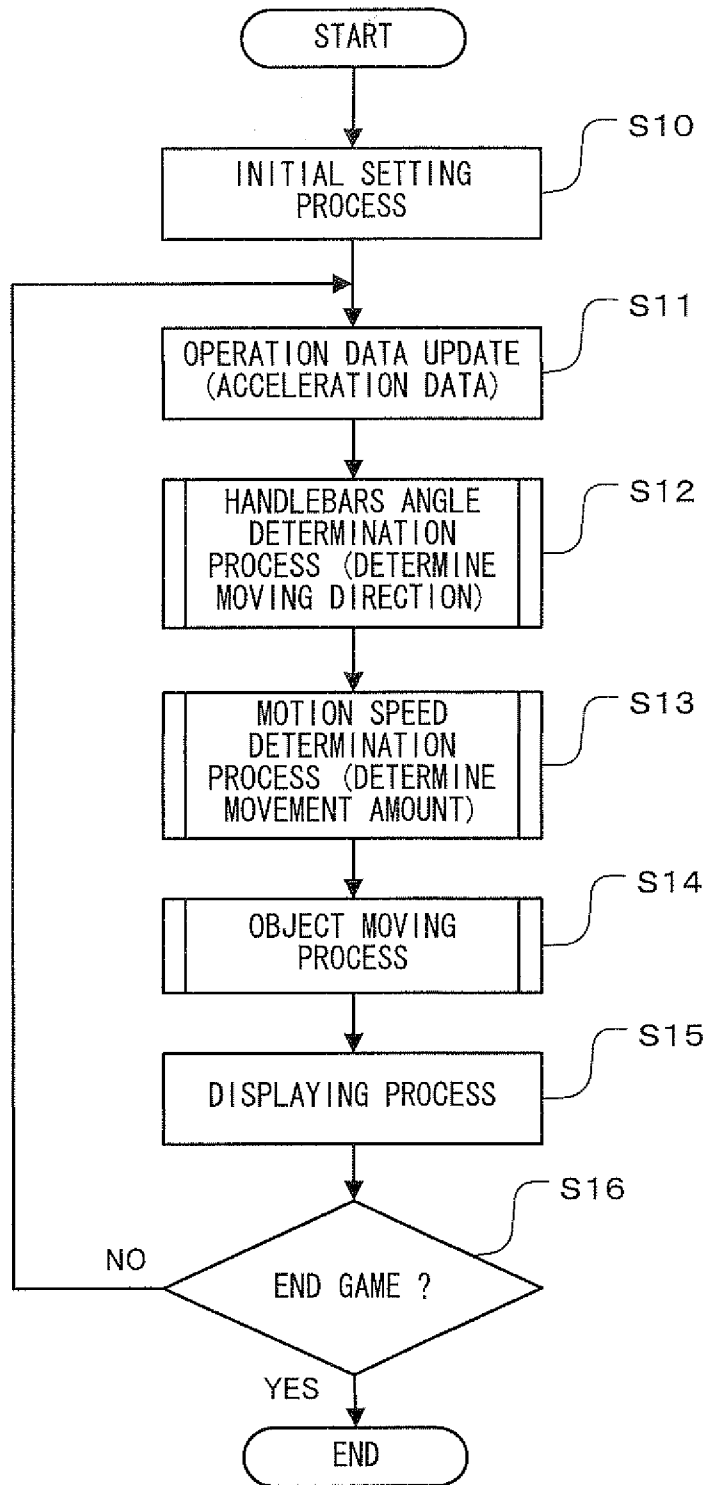 START
S10
INITIAL SETTING
PROCESS
S11
OPERATION DATA UPDATE
(ACCELERATION DATA)
S12
HANDLEBARS ANGLE
DETERMINATION
PROCESS (DETERMINE
MOVING DIRECTION)
S13
MOTION SPEED
DETERMINATION
PROCESS (DETERMINE
MOVEMENT AMOUNT)
S14
OBJECT MOVING
PROCESS
S15
DISPLAYING PROCESS
S16
NO
END GAME ?
YES
END